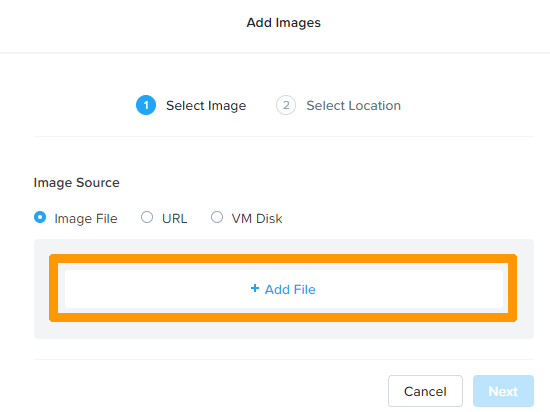 Add Images
1 Select Image 2 Select Location
Image Source
Image File URL VM Disk
+ Add File
Cancel Next